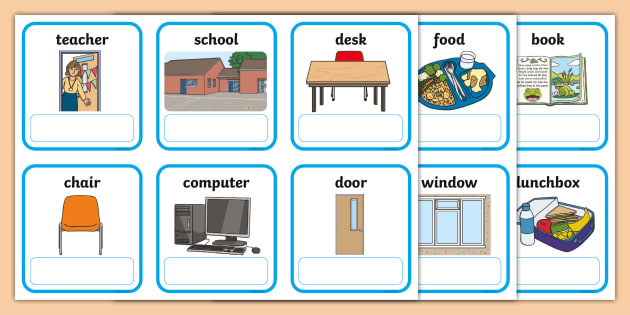 teacher
school
desk
food
book
chair
computer
door
window
lunchbox